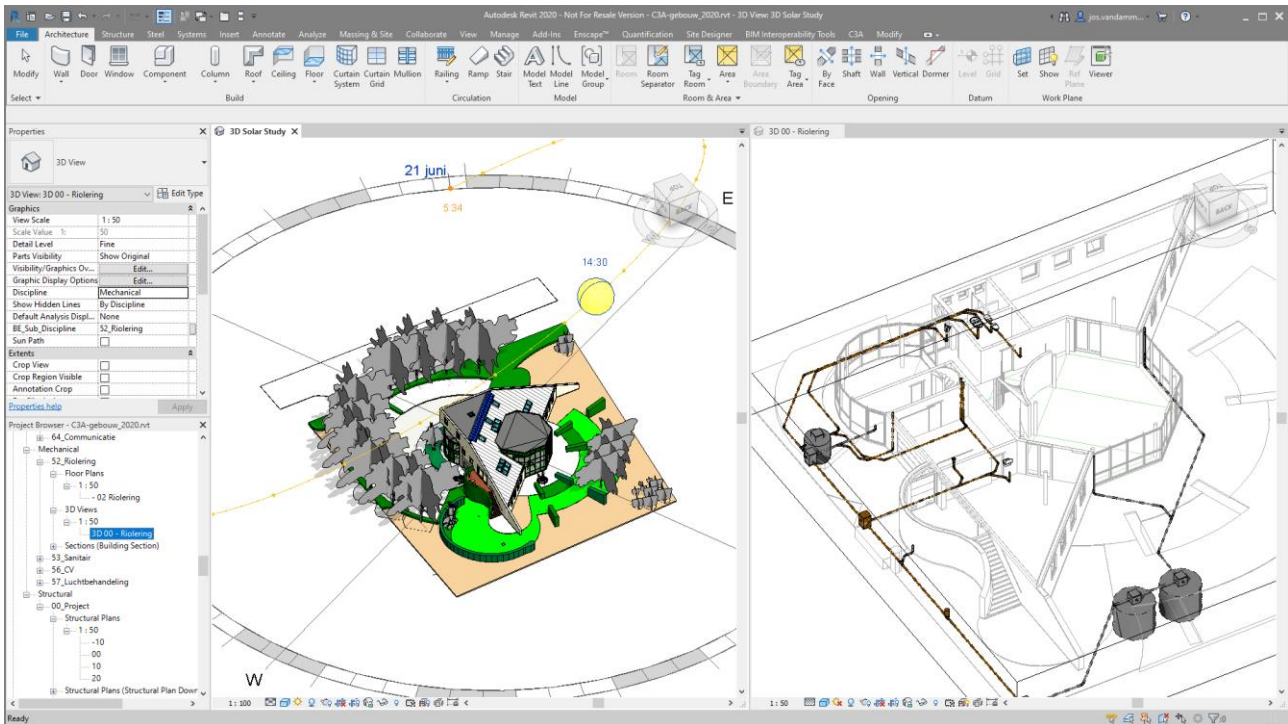 Autodesk Revit 2020 - Not For Resale Version - C3A-gebouw_2020.rvt - 3D View: 3D Solar Study
jos.vandamm...
File Architecture Structure Steel Systems Insert Annotate Analyze Massing & Site Collaborate View Manage Add-Ins Enscape™ Quantification Site Designer BIM Interoperability Tools C3A Modify
Modify Wall Door Window Component Column Roof Ceiling Floor Curtain System Curtain Grid Mullion Railing Ramp Stair Model Text Model Line Model Group Room Room Separator Tag Room Area Area Boundary Tag Area By Face Shaft Wall Vertical Dormer Level Grid Set Show Ref Plane Viewer
Select Build Circulation Model Room & Area Opening Datum Work Plane
Properties
3D View
3D View: 3D 00 - Riolering Edit Type
Graphics
View Scale 1 : 50
Scale Value 1: 50
Detail Level Fine
Parts Visibility Show Original
Visibility/Graphics Ov... Edit...
Graphic Display Options Edit...
Discipline Mechanical
Show Hidden Lines By Discipline
Default Analysis Displ... None
BE_Sub_Discipline 52_Riolering
Sun Path
Extents
Crop View
Crop Region Visible
Annotation Crop
Properties help Apply
Project Browser - C3A-gebouw_2020.rvt
64_Communicatie
Mechanical
52_Riolering
Floor Plans
1 : 50
- 02 Riolering
3D Views
1 : 50
3D 00 - Riolering
Sections (Building Section)
53_Sanitair
56_CV
57_Luchtbehandeling
Structural
00_Project
Structural Plans
1 : 50
-10
00
10
20
Structural Plans (Structural Plan Down
Ready
3D Solar Study
21 juni
5:34
E
14:30
TOP
BACK
W
1 : 100
3D 00 - Riolering
TOP
BACK
1 : 50
:0